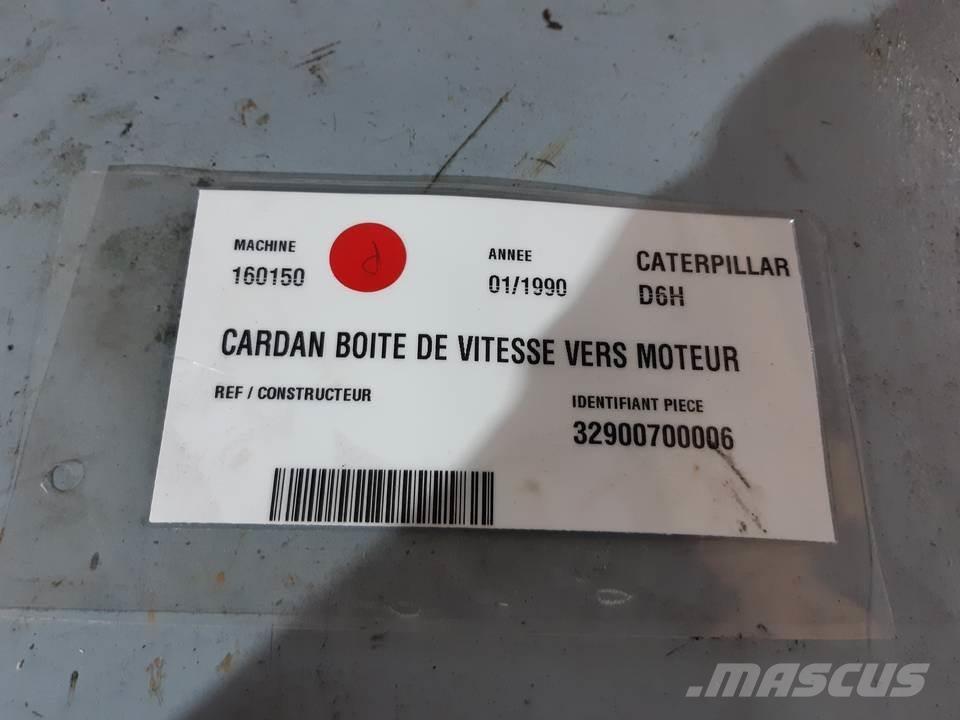 MACHINE
160150
ANNEE
01/1990
CATERPILLAR
D6H
CARDAN BOITE DE VITESSE VERS MOTEUR
REF / CONSTRUCTEUR
IDENTIFIANT PIECE
32900700006
MASCUS